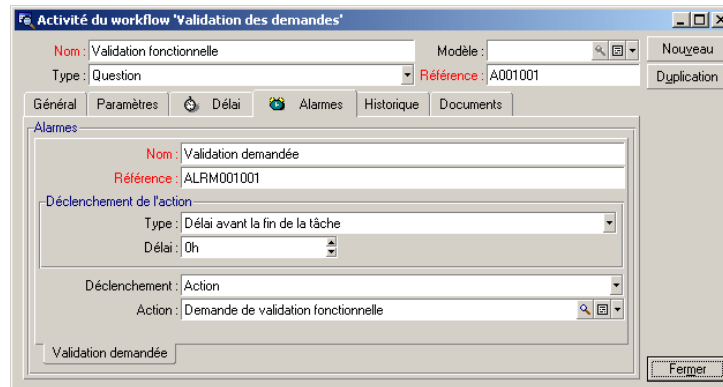 Activité du workflow 'Validation des demandes'
Nom : Validation fonctionnelle Modèle : Nouveau
Type : Question Référence : A001001 Duplication
Général Paramètres Délai Alarmes Historique Documents
Alarmes
Nom : Validation demandée
Référence : ALRM001001
Déclenchement de l'action
Type : Délai avant la fin de la tâche
Délai : 0h
Déclenchement : Action
Action : Demande de validation fonctionnelle
Validation demandée
Fermer